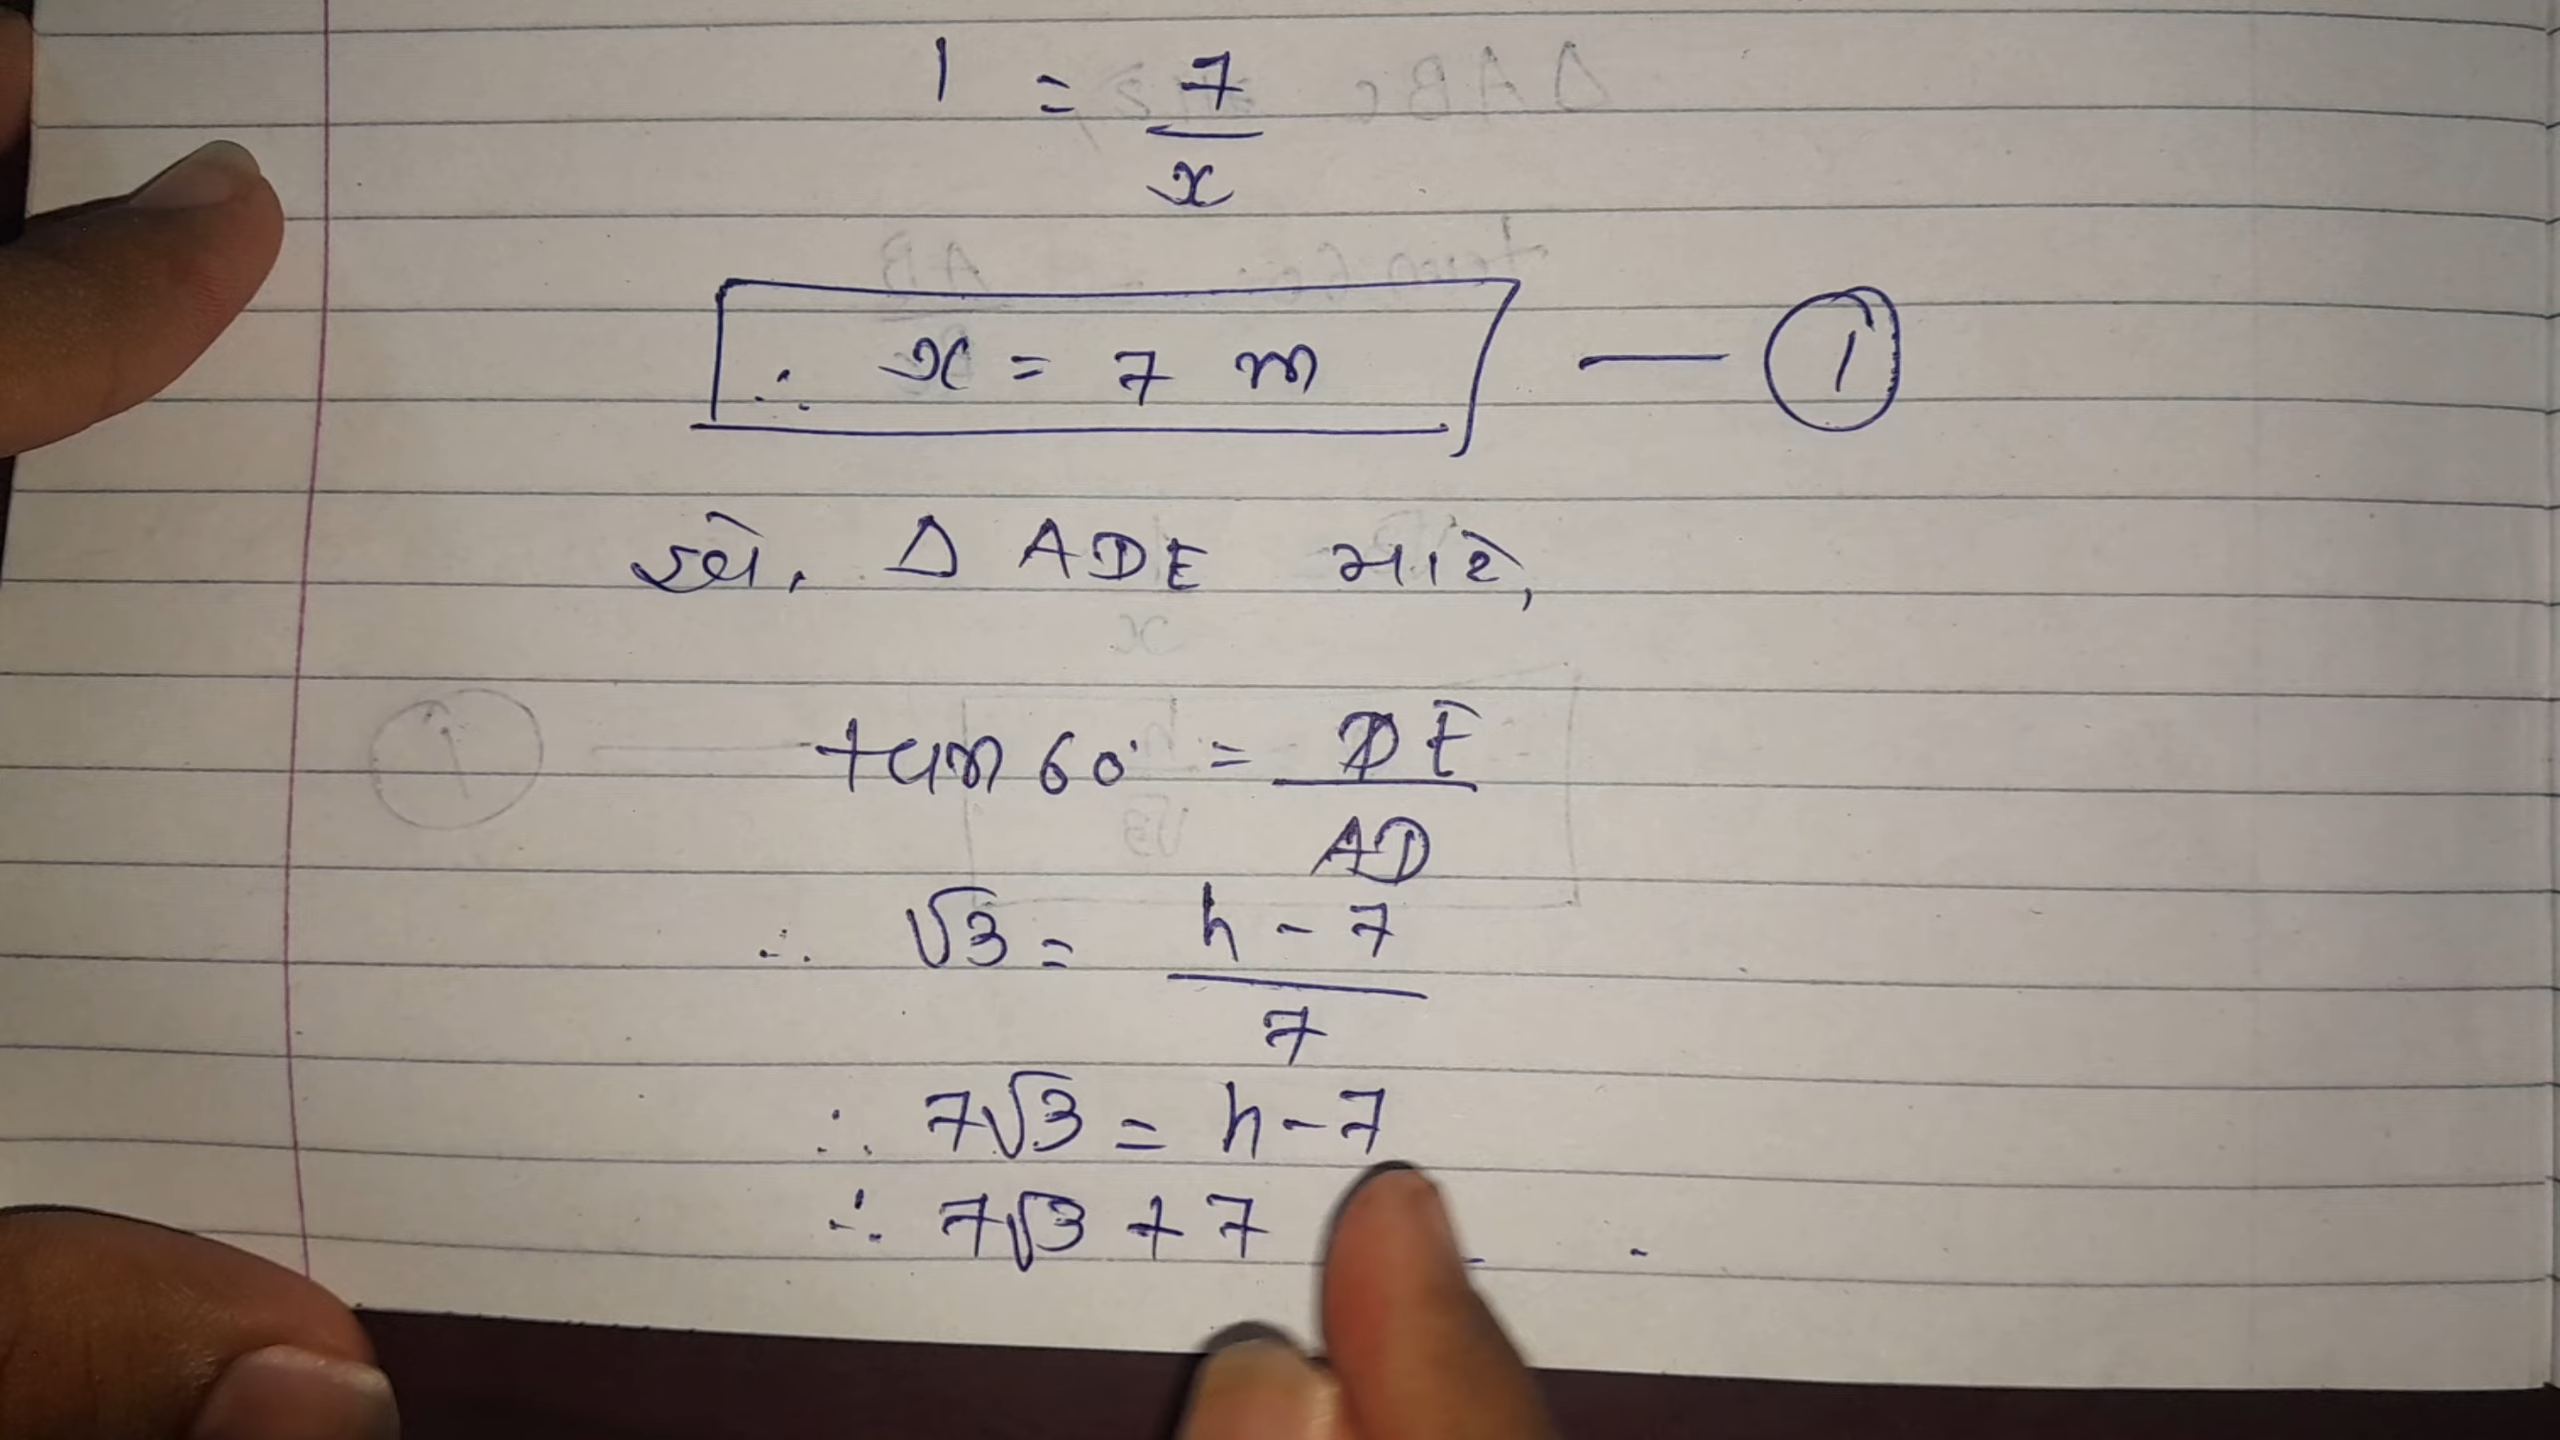 1 = 7/x
∴ x = 7 m — 1
હવે, Δ ADE માટે,
tan 60° = DE/AD
∴ √3 = h - 7/7
∴ 7√3 = h - 7
∴ 7√3 + 7